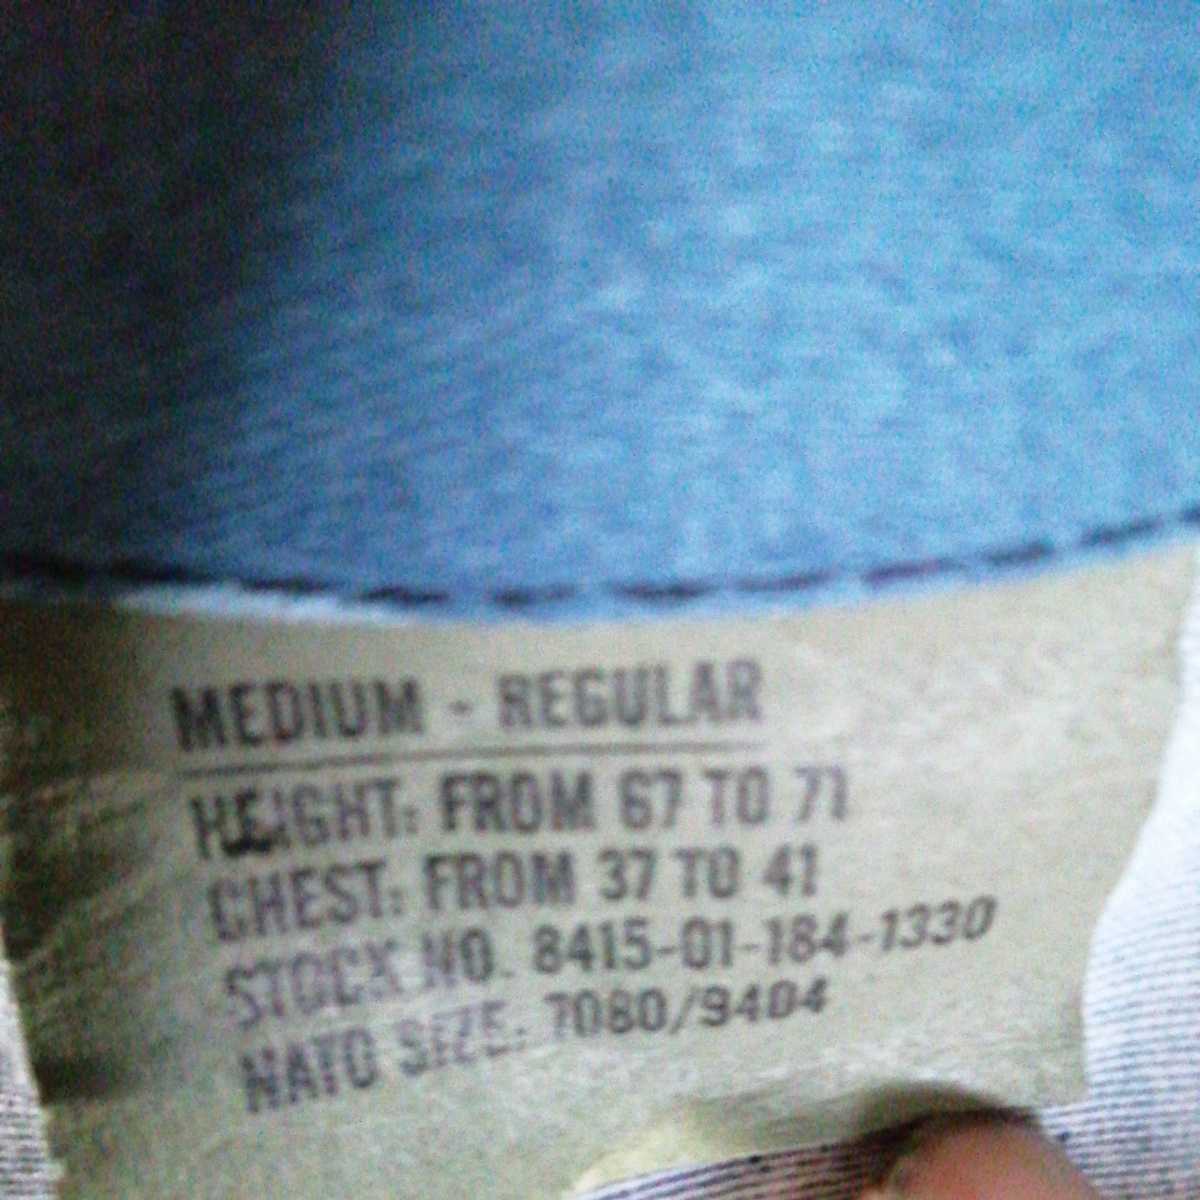 MEDIUM - REGULAR
HEIGHT: FROM 67 TO 71
CHEST: FROM 37 TO 41
STOCK NO. 8415-01-184-1330
NATO SIZE: 7080/9404